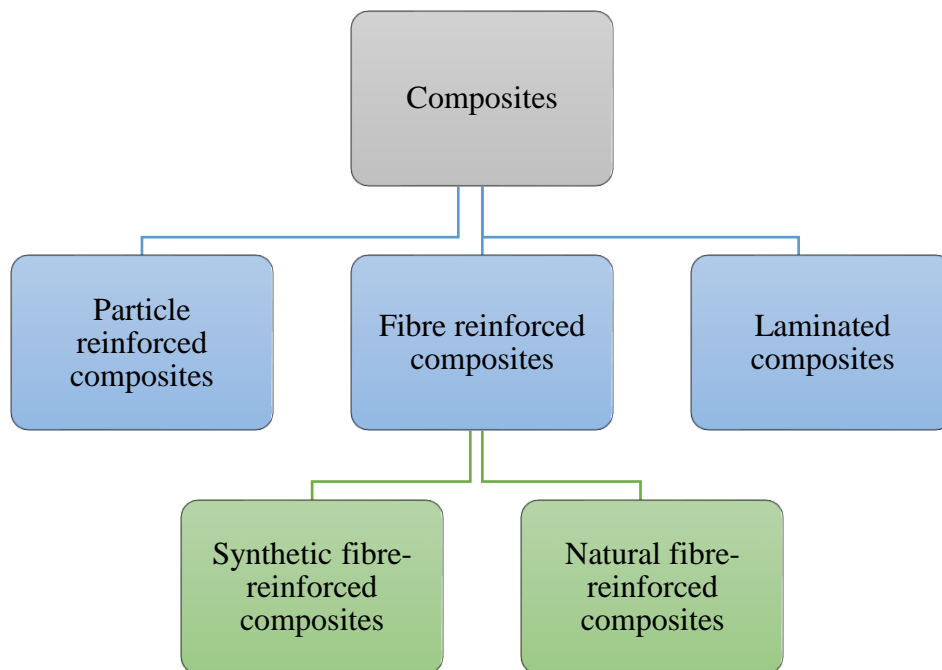 Composites
Particle
reinforced
composites
Fibre reinforced
composites
Laminated
composites
Synthetic fibre-
reinforced
composites
Natural fibre-
reinforced
composites